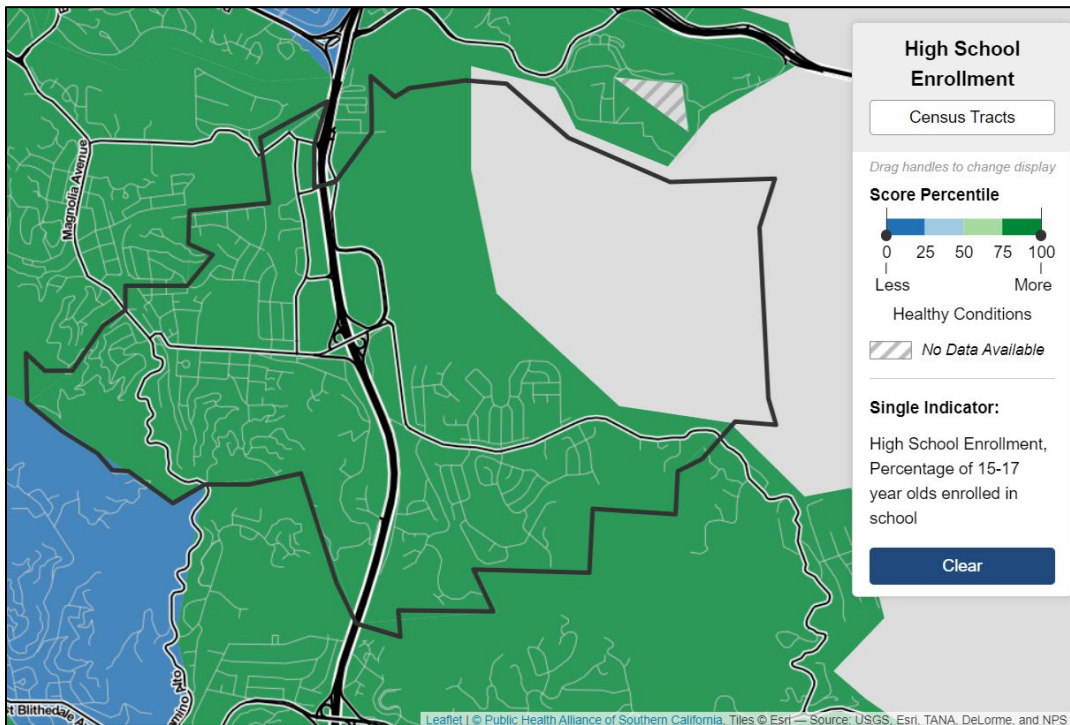 High School
Enrollment
Census Tracts
Drag handles to change display
Score Percentile
0 25 50 75 100
Less More
Healthy Conditions
No Data Available
Single Indicator:
High School Enrollment,
Percentage of 15-17
year olds enrolled in
school
Clear
Magnolia Avenue
Alto
st Blithedale
Leaflet | © Public Health Alliance of Southern California, Tiles © Esri — Source: USGS, Esri, TANA, DeLorme, and NPS